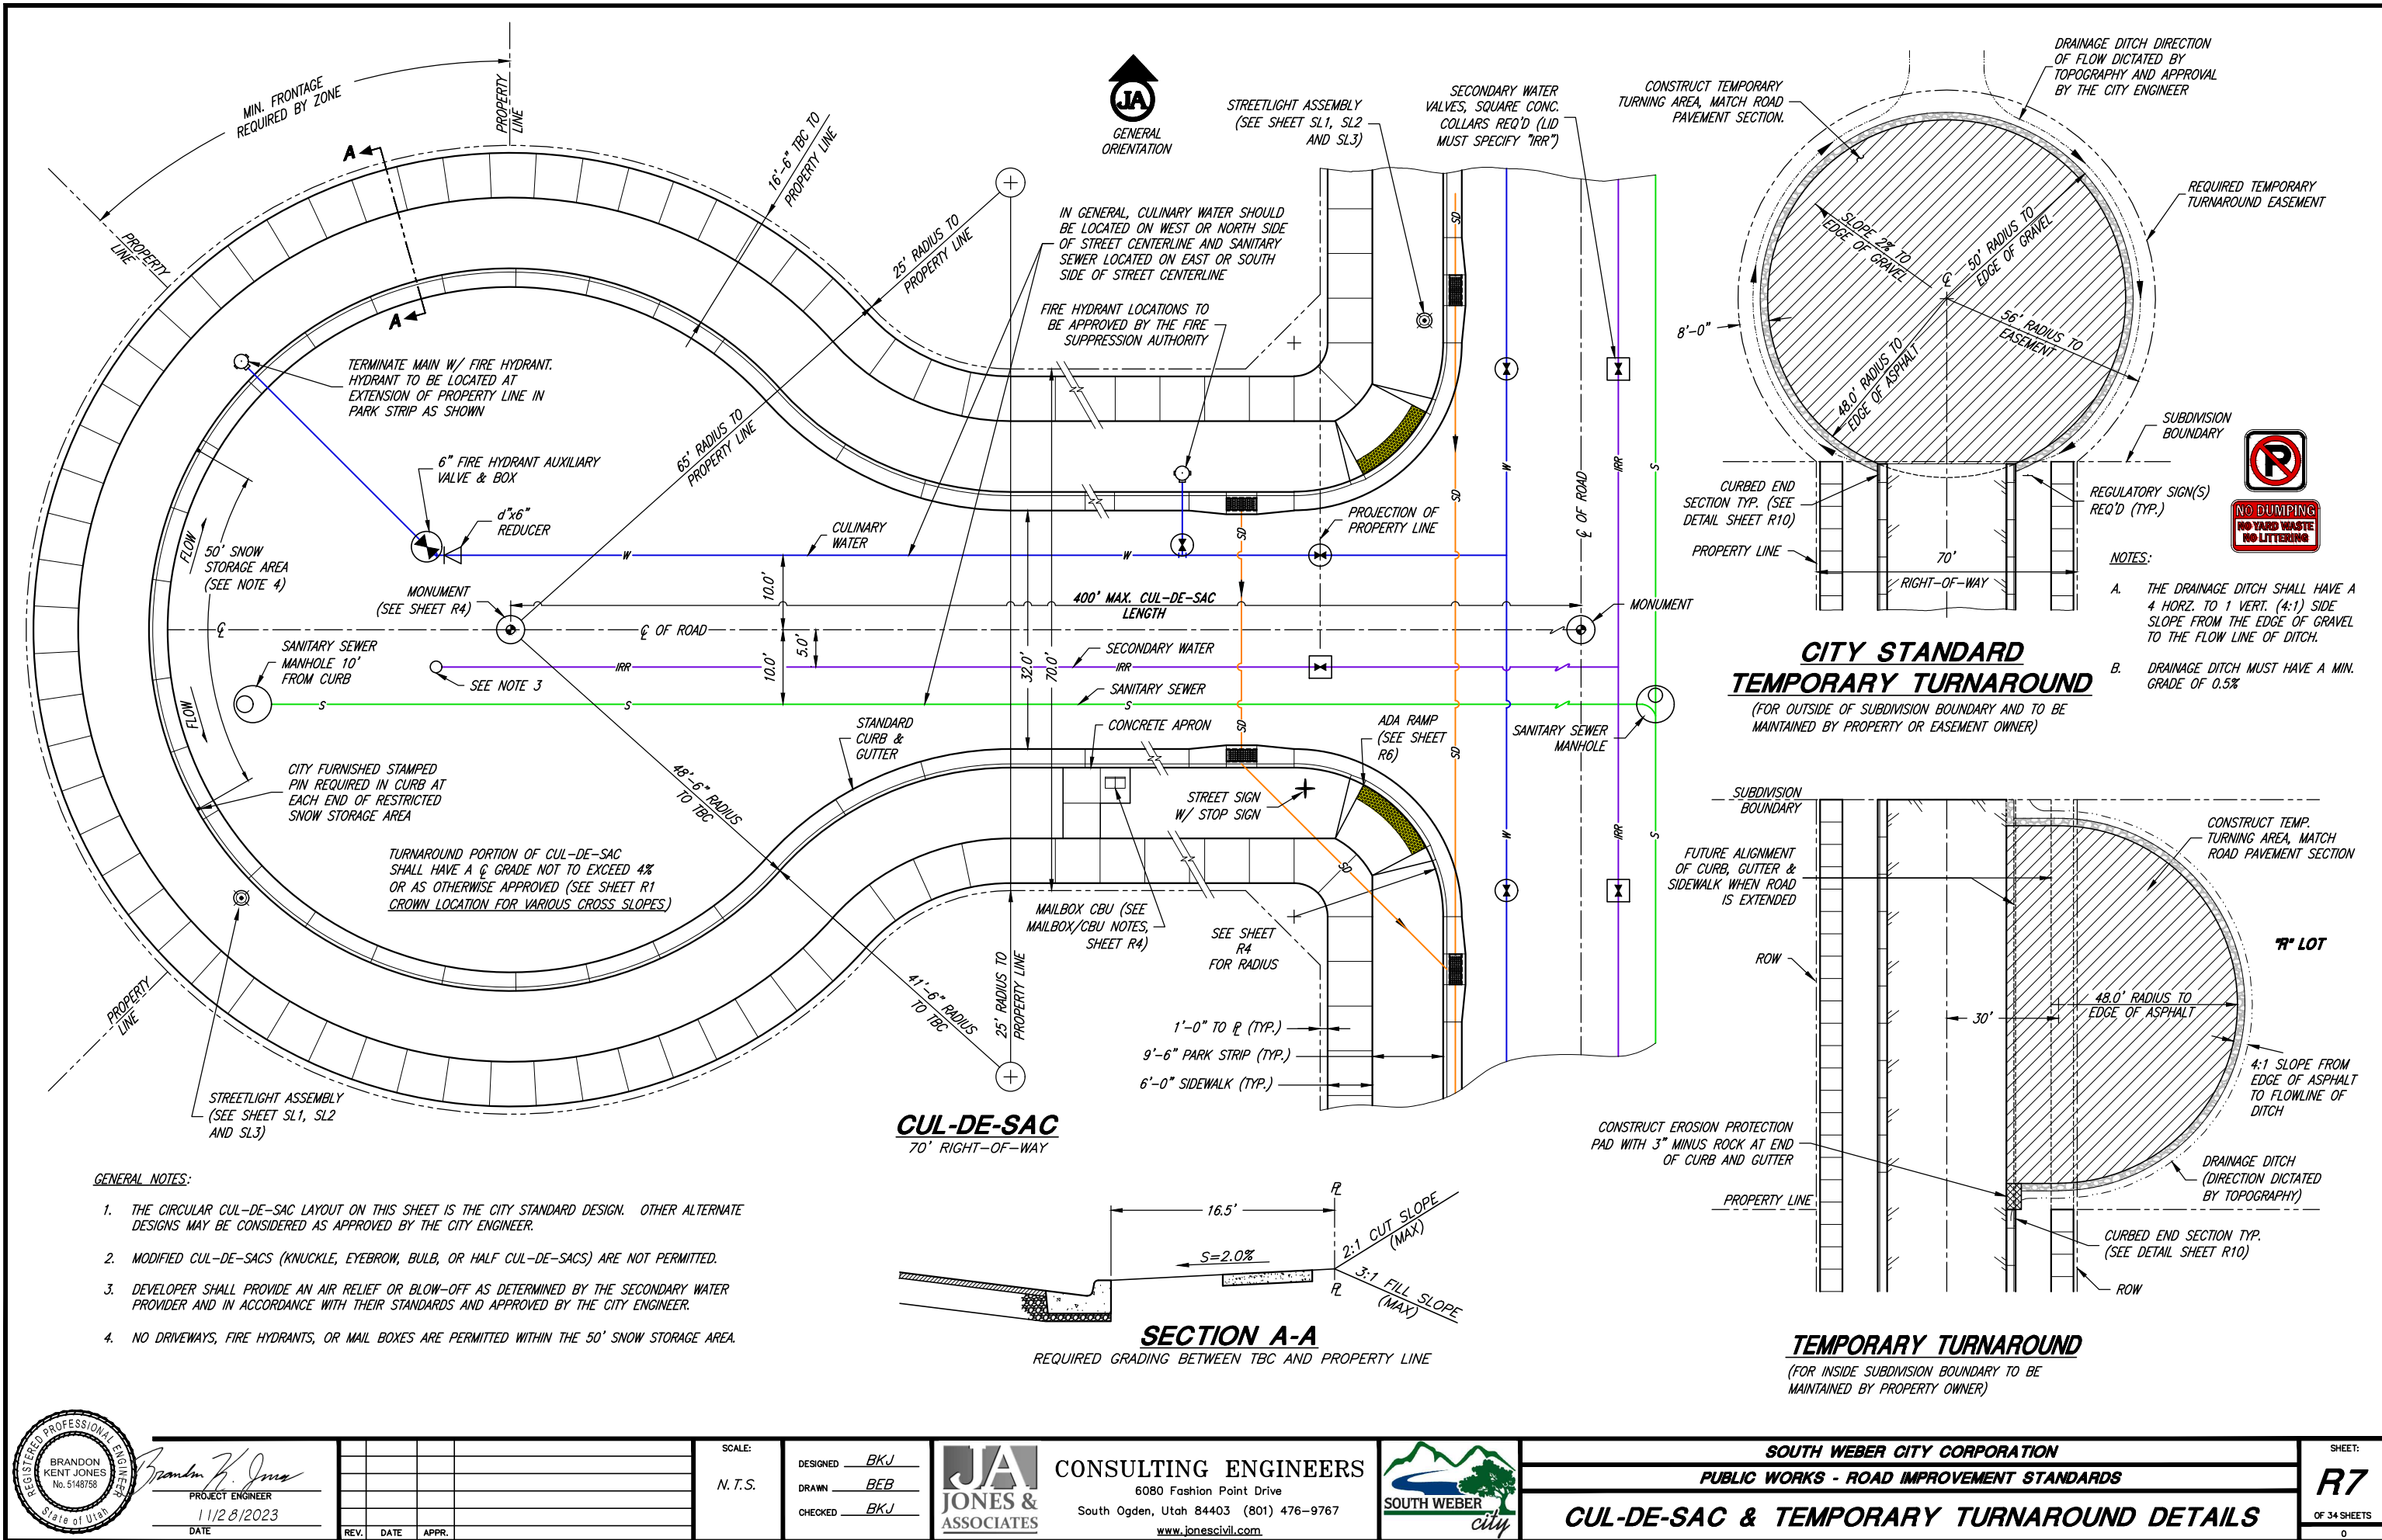 MIN. FRONTAGE
REQUIRED BY ZONE
PROPERTY
LINE
PROPERTY
LINE
A
A
16'-6" TBC TO
PROPERTY LINE
25' RADIUS TO
PROPERTY LINE
JA
GENERAL
ORIENTATION
IN GENERAL, CULINARY WATER SHOULD
BE LOCATED ON WEST OR NORTH SIDE
OF STREET CENTERLINE AND SANITARY
SEWER LOCATED ON EAST OR SOUTH
SIDE OF STREET CENTERLINE
FIRE HYDRANT LOCATIONS TO
BE APPROVED BY THE FIRE
SUPPRESSION AUTHORITY
STREETLIGHT ASSEMBLY
(SEE SHEET SL1, SL2
AND SL3)
SECONDARY WATER
VALVES, SQUARE CONC.
COLLARS REQ'D (LID
MUST SPECIFY "IRR")
TERMINATE MAIN W/ FIRE HYDRANT.
HYDRANT TO BE LOCATED AT
EXTENSION OF PROPERTY LINE IN
PARK STRIP AS SHOWN
6" FIRE HYDRANT AUXILIARY
VALVE & BOX
d"x6"
REDUCER
65' RADIUS TO
PROPERTY LINE
FLOW
50' SNOW
STORAGE AREA
(SEE NOTE 4)
FLOW
MONUMENT
(SEE SHEET R4)
SANITARY SEWER
MANHOLE 10'
FROM CURB
SEE NOTE 3
℄
℄ OF ROAD
CULINARY
WATER
W
W
10.0'
10.0'
5.0'
400' MAX. CUL-DE-SAC
LENGTH
32.0'
70.0'
SECONDARY WATER
IRR
IRR
SANITARY SEWER
S
S
S
PROJECTION OF
PROPERTY LINE
℄ OF ROAD
MONUMENT
SD
SD
SD
SD
SD
SD
W
W
IRR
IRR
S
S
SANITARY SEWER
MANHOLE
STANDARD
CURB &
GUTTER
CONCRETE APRON
ADA RAMP
(SEE SHEET
R6)
STREET SIGN
W/ STOP SIGN
CITY FURNISHED STAMPED
PIN REQUIRED IN CURB AT
EACH END OF RESTRICTED
SNOW STORAGE AREA
48'-6" RADIUS
TO TBC
TURNAROUND PORTION OF CUL-DE-SAC
SHALL HAVE A ℄ GRADE NOT TO EXCEED 4%
OR AS OTHERWISE APPROVED (SEE SHEET R1
CROWN LOCATION FOR VARIOUS CROSS SLOPES)
MAILBOX CBU (SEE
MAILBOX/CBU NOTES,
SHEET R4)
SEE SHEET
R4
FOR RADIUS
41'-6" RADIUS
TO TBC
25' RADIUS TO
PROPERTY LINE
1'-0" TO ⅊ (TYP.)
9'-6" PARK STRIP (TYP.)
6'-0" SIDEWALK (TYP.)
PROPERTY
LINE
STREETLIGHT ASSEMBLY
(SEE SHEET SL1, SL2
AND SL3)
CUL-DE-SAC
70' RIGHT-OF-WAY
GENERAL NOTES:
1. THE CIRCULAR CUL-DE-SAC LAYOUT ON THIS SHEET IS THE CITY STANDARD DESIGN. OTHER ALTERNATE
DESIGNS MAY BE CONSIDERED AS APPROVED BY THE CITY ENGINEER.
2. MODIFIED CUL-DE-SACS (KNUCKLE, EYEBROW, BULB, OR HALF CUL-DE-SACS) ARE NOT PERMITTED.
3. DEVELOPER SHALL PROVIDE AN AIR RELIEF OR BLOW-OFF AS DETERMINED BY THE SECONDARY WATER
PROVIDER AND IN ACCORDANCE WITH THEIR STANDARDS AND APPROVED BY THE CITY ENGINEER.
4. NO DRIVEWAYS, FIRE HYDRANTS, OR MAIL BOXES ARE PERMITTED WITHIN THE 50' SNOW STORAGE AREA.
16.5'
⅊
S=2.0%
2:1 CUT SLOPE
(MAX)
3:1 FILL SLOPE
(MAX)
⅊
SECTION A-A
REQUIRED GRADING BETWEEN TBC AND PROPERTY LINE
CONSTRUCT TEMPORARY
TURNING AREA, MATCH ROAD
PAVEMENT SECTION.
DRAINAGE DITCH DIRECTION
OF FLOW DICTATED BY
TOPOGRAPHY AND APPROVAL
BY THE CITY ENGINEER
REQUIRED TEMPORARY
TURNAROUND EASEMENT
SLOPE 2% TO
EDGE OF GRAVEL
50' RADIUS TO
EDGE OF GRAVEL
℄
56' RADIUS TO
EASEMENT
48.0' RADIUS TO
EDGE OF ASPHALT
8'-0"
SUBDIVISION
BOUNDARY
CURBED END
SECTION TYP. (SEE
DETAIL SHEET R10)
REGULATORY SIGN(S)
REQ'D (TYP.)
PROPERTY LINE
70'
RIGHT-OF-WAY
P
NO DUMPING
NO YARD WASTE
NO LITTERING
NOTES:
A. THE DRAINAGE DITCH SHALL HAVE A
4 HORZ. TO 1 VERT. (4:1) SIDE
SLOPE FROM THE EDGE OF GRAVEL
TO THE FLOW LINE OF DITCH.
B. DRAINAGE DITCH MUST HAVE A MIN.
GRADE OF 0.5%
CITY STANDARD
TEMPORARY TURNAROUND
(FOR OUTSIDE OF SUBDIVISION BOUNDARY AND TO BE
MAINTAINED BY PROPERTY OR EASEMENT OWNER)
SUBDIVISION
BOUNDARY
CONSTRUCT TEMP.
TURNING AREA, MATCH
ROAD PAVEMENT SECTION
FUTURE ALIGNMENT
OF CURB, GUTTER &
SIDEWALK WHEN ROAD
IS EXTENDED
"R" LOT
ROW
48.0' RADIUS TO
EDGE OF ASPHALT
30'
4:1 SLOPE FROM
EDGE OF ASPHALT
TO FLOWLINE OF
DITCH
CONSTRUCT EROSION PROTECTION
PAD WITH 3" MINUS ROCK AT END
OF CURB AND GUTTER
DRAINAGE DITCH
(DIRECTION DICTATED
BY TOPOGRAPHY)
PROPERTY LINE
CURBED END SECTION TYP.
(SEE DETAIL SHEET R10)
ROW
TEMPORARY TURNAROUND
(FOR INSIDE SUBDIVISION BOUNDARY TO BE
MAINTAINED BY PROPERTY OWNER)
REGISTERED PROFESSIONAL ENGINEER
BRANDON
KENT JONES
No. 5148758
State of Utah
Brandon K. Jones
PROJECT ENGINEER
11/28/2023
DATE
REV. DATE APPR.
SCALE:
N.T.S.
DESIGNED BKJ
DRAWN BEB
CHECKED BKJ
JA
JONES &
ASSOCIATES
CONSULTING ENGINEERS
6080 Fashion Point Drive
South Ogden, Utah 84403 (801) 476-9767
www.jonescivil.com
SOUTH WEBER
city
SOUTH WEBER CITY CORPORATION
PUBLIC WORKS - ROAD IMPROVEMENT STANDARDS
CUL-DE-SAC & TEMPORARY TURNAROUND DETAILS
SHEET:
R7
OF 34 SHEETS
0